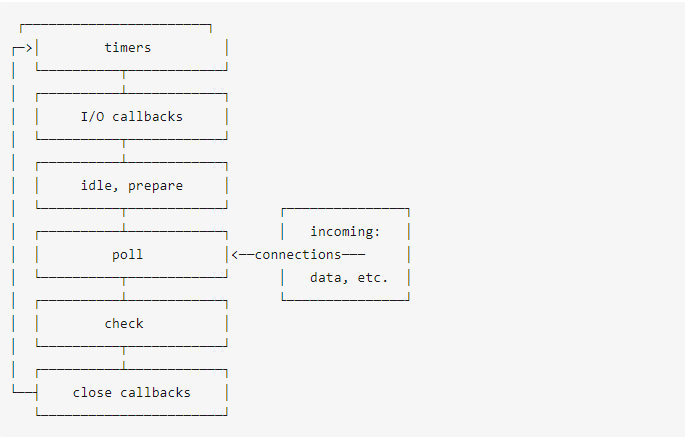 timers
I/O callbacks
idle, prepare
incoming:
poll
connections
data, etc.
check
close callbacks